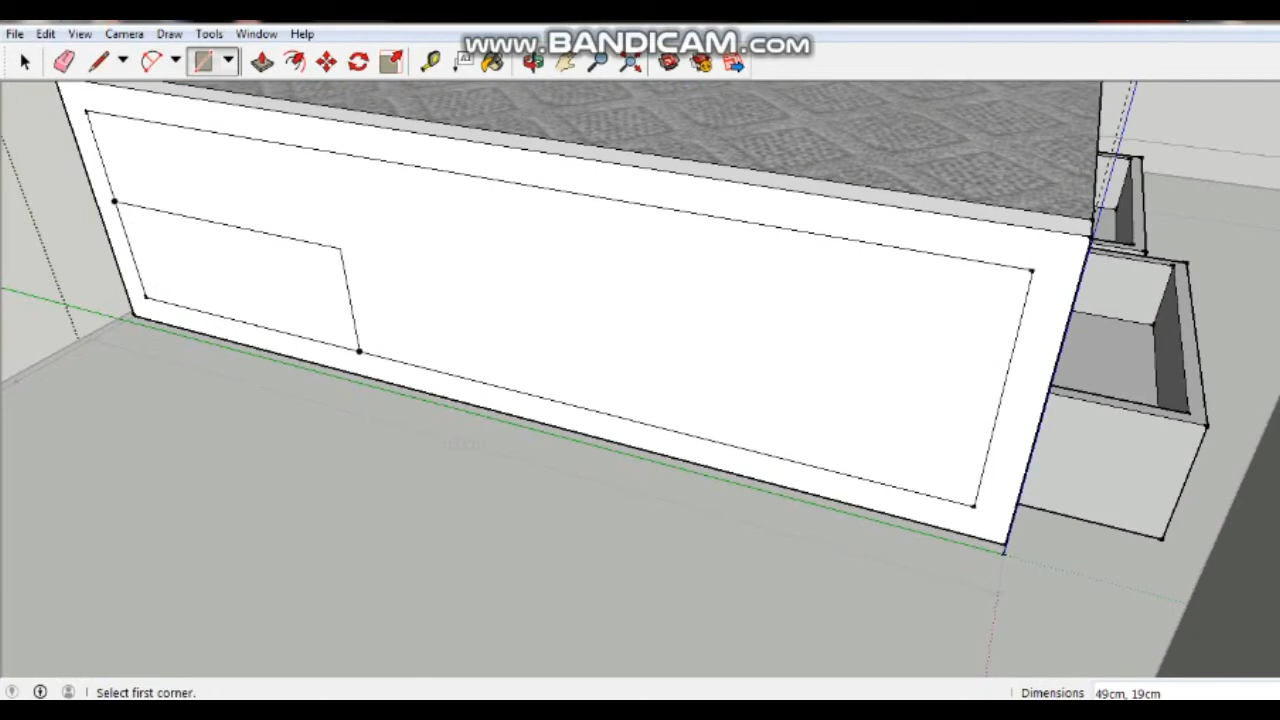 www.BANDICAM.com
File Edit View Camera Draw Tools Window Help
Select first corner.
Dimensions 49cm, 19cm